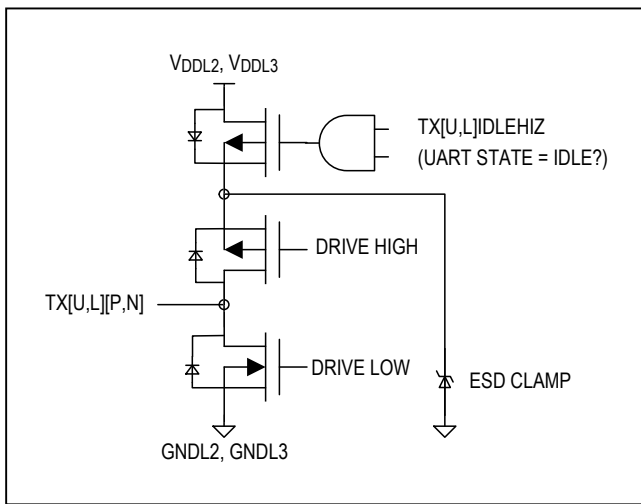 VDDL2, VDDL3
TX[U,L]IDLEHIZ
(UART STATE = IDLE?)
DRIVE HIGH
TX[U,L][P,N]
DRIVE LOW
ESD CLAMP
GNDL2, GNDL3